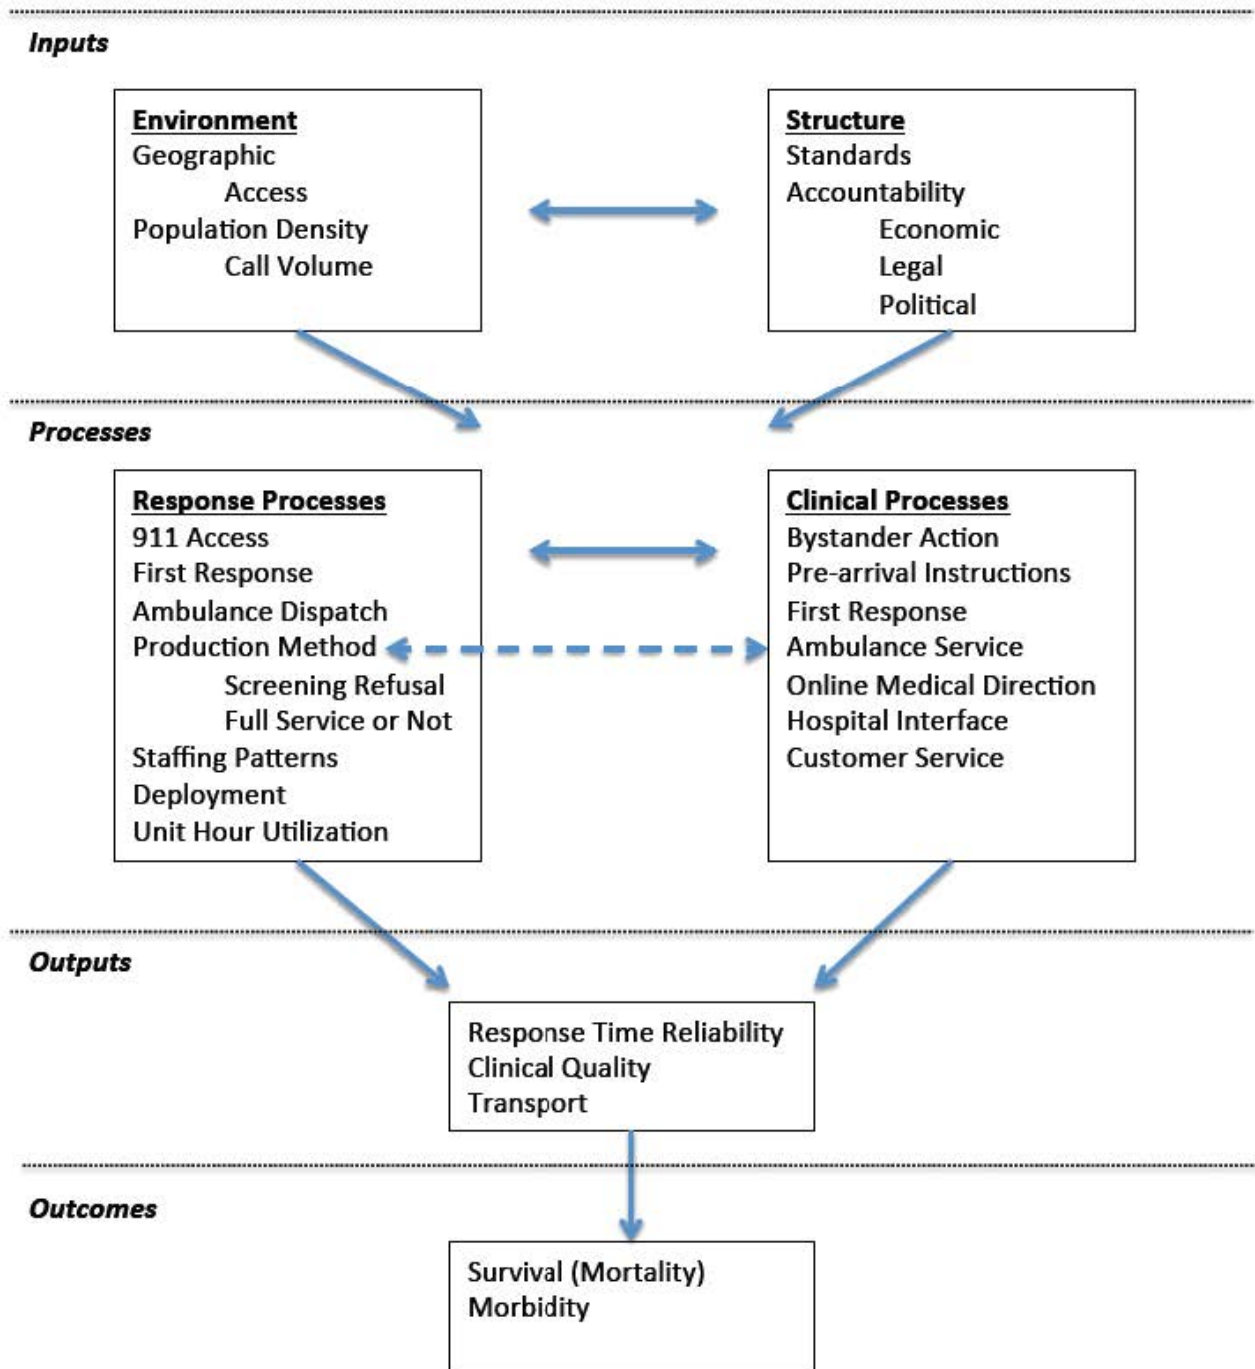 Inputs
Environment
Geographic
Access
Population Density
Call Volume
Structure
Standards
Accountability
Economic
Legal
Political
Processes
Response Processes
911 Access
First Response
Ambulance Dispatch
Production Method
Screening Refusal
Full Service or Not
Staffing Patterns
Deployment
Unit Hour Utilization
Clinical Processes
Bystander Action
Pre-arrival Instructions
First Response
Ambulance Service
Online Medical Direction
Hospital Interface
Customer Service
Outputs
Response Time Reliability
Clinical Quality
Transport
Outcomes
Survival (Mortality)
Morbidity